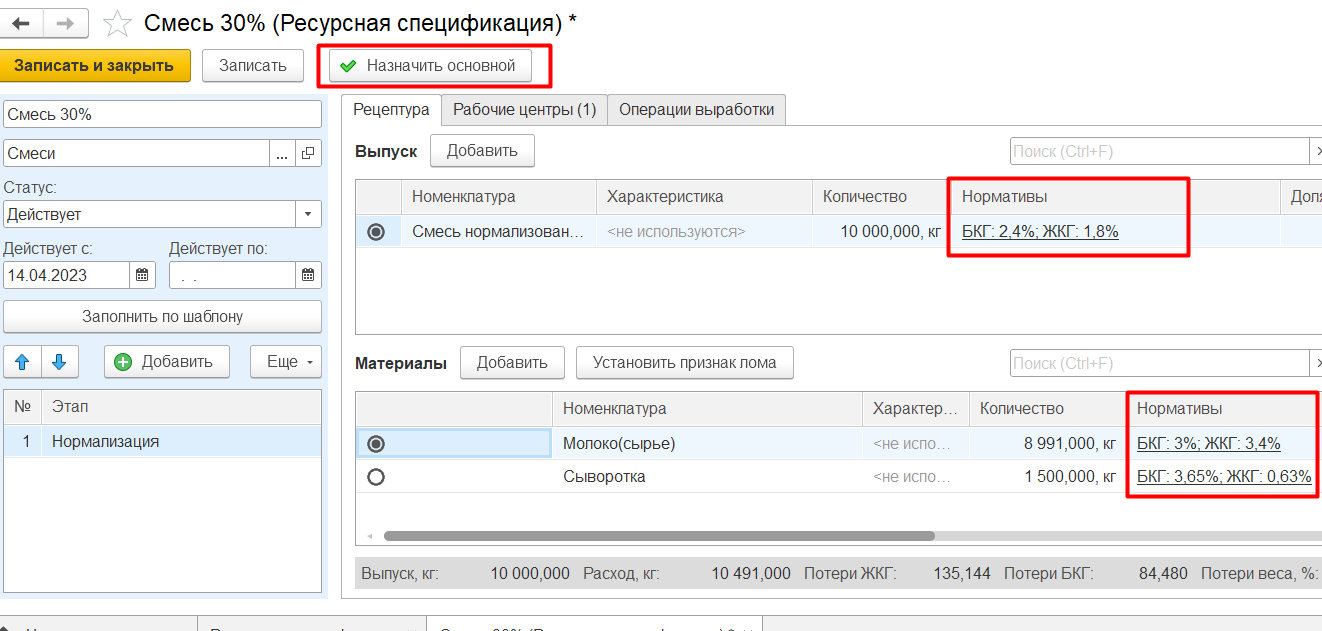 Смесь 30% (Ресурсная спецификация) *
Записать и закрыть Записать Назначить основной
Смесь 30%
Смеси ...
Статус:
Действует
Действует с: Действует по:
14.04.2023 . .
Заполнить по шаблону
Добавить Еще
№ Этап
1 Нормализация
Рецептура Рабочие центры (1) Операции выработки
Выпуск Добавить Поиск (Ctrl+F)
Номенклатура Характеристика Количество Нормативы
Смесь нормализован... <не используются> 10 000,000, кг БКГ: 2,4%; ЖКГ: 1,8%
Материалы Добавить Установить признак лома Поиск (Ctrl+F)
Номенклатура Характер... Количество Нормативы
Молоко(сырье) <не испо... 8 991,000, кг БКГ: 3%; ЖКГ: 3,4%
Сыворотка <не испо... 1 500,000, кг БКГ: 3,65%; ЖКГ: 0,63%
Выпуск, кг: 10 000,000 Расход, кг: 10 491,000 Потери ЖКГ: 135,144 Потери БКГ: 84,480 Потери веса, %: